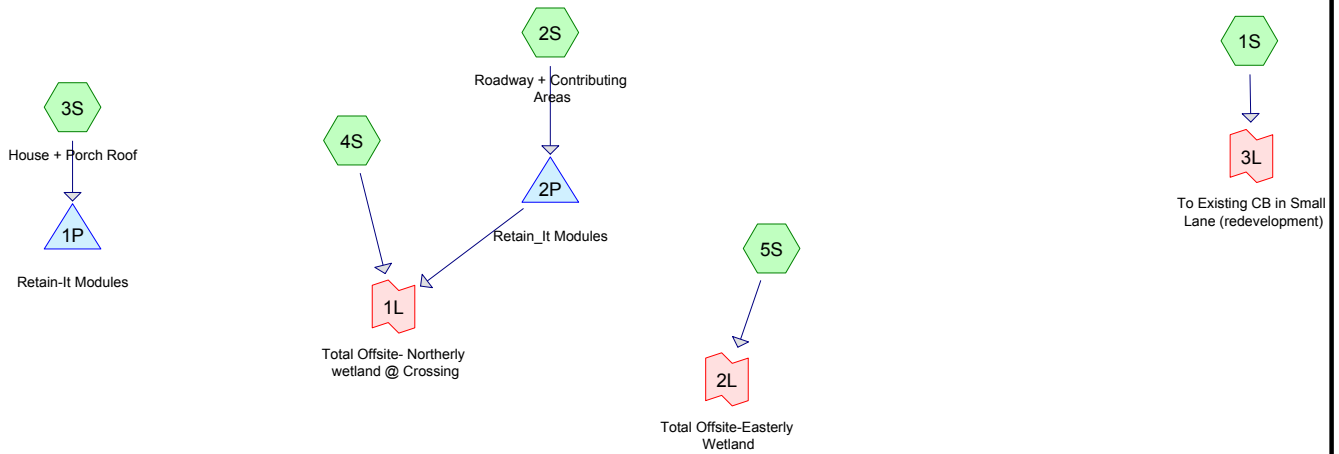 3S
House + Porch Roof
1P
Retain-It Modules
4S
2S
Roadway + Contributing
Areas
2P
Retain_It Modules
1L
Total Offsite- Northerly
wetland @ Crossing
5S
2L
Total Offsite-Easterly
Wetland
1S
3L
To Existing CB in Small
Lane (redevelopment)